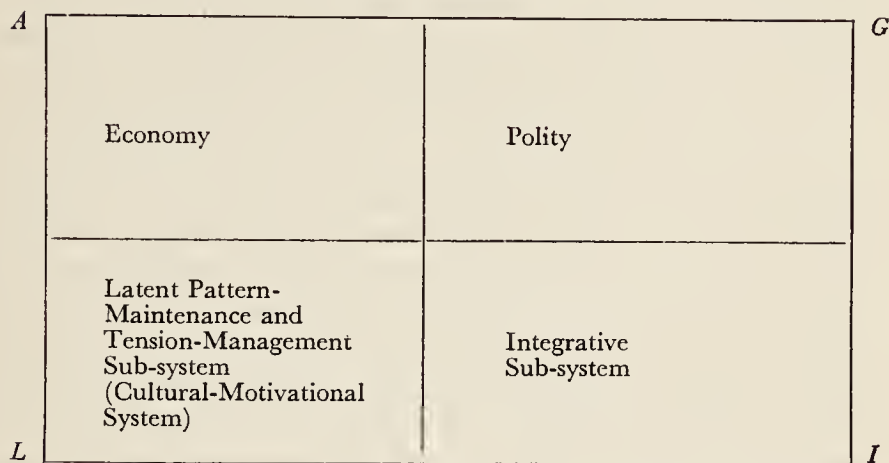 A G
Economy Polity
Latent Pattern-
Maintenance and
Tension-Management
Sub-system
(Cultural-Motivational
System)
Integrative
Sub-system
L I